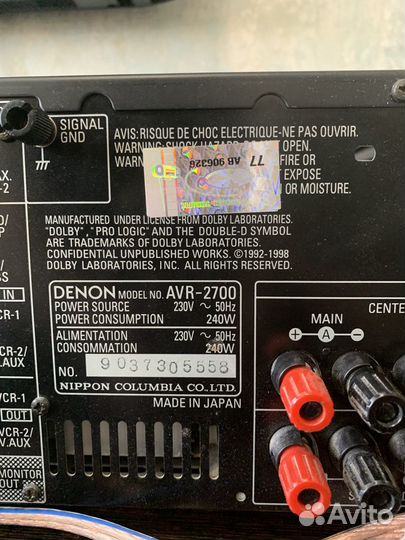 SIGNAL
GND
AVIS: RISQUE DE CHOC ELECTRIQUE-NE PAS OUVRIR.
WARNING: SHOCK HAZARD OPEN.
WARNING FIRE OR
EXPOSE
OR MOISTURE.
77
AB 906326
MANUFACTURED UNDER LICENSE FROM DOLBY LABORATORIES.
"DOLBY", "PRO LOGIC" AND THE DOUBLE-D SYMBOL
ARE TRADEMARKS OF DOLBY LABORATORIES.
CONFIDENTIAL UNPUBLISHED WORKS. ©1992-1998
DOLBY LABORATORIES, INC. ALL RIGHTS RESERVED.
DENON MODEL NO. AVR-2700
POWER SOURCE 230V ~ 50Hz
POWER CONSUMPTION 240W
ALIMENTATION 230V ~ 50Hz
CONSOMMATION 240W
NO. 9037305558
NIPPON COLUMBIA CO., LTD.
MADE IN JAPAN
CENTE
+ A −
IN
VCR-1
VCR-2/
V.AUX
VCR-1
OUT
VCR-2/
V.AUX
MONITOR
OUT
Avito